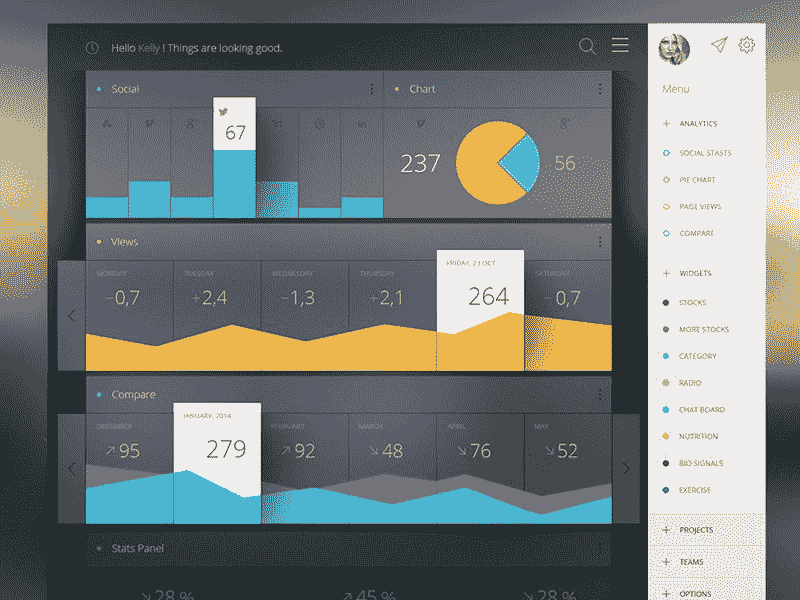 Hello Kelly ! Things are looking good.
Social
67
Chart
237
56
Views
MONDAY
−0,7
TUESDAY
+2,4
WEDNESDAY
−1,3
THURSDAY
+2,1
FRIDAY, 23 OCT
264
SATURDAY
−0,7
Compare
DECEMBER
↗95
JANUARY, 2014
279
FEBRUARY
↗92
MARCH
↘48
APRIL
↘76
MAY
↘52
Stats Panel
↘28 %
↗45 %
↘28 %
Menu
+ ANALYTICS
SOCIAL STASTS
PIE CHART
PAGE VIEWS
COMPARE
+ WIDGETS
STOCKS
MORE STOCKS
CATEGORY
RADIO
CHAT BOARD
NUTRITION
BIO SIGNALS
EXERCISE
+ PROJECTS
+ TEAMS
+ OPTIONS